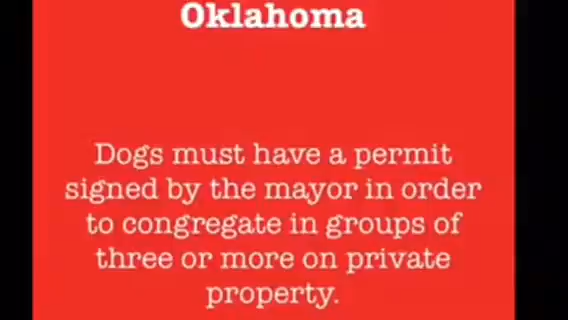 Oklahoma
Dogs must have a permit
signed by the mayor in order
to congregate in groups of
three or more on private
property.